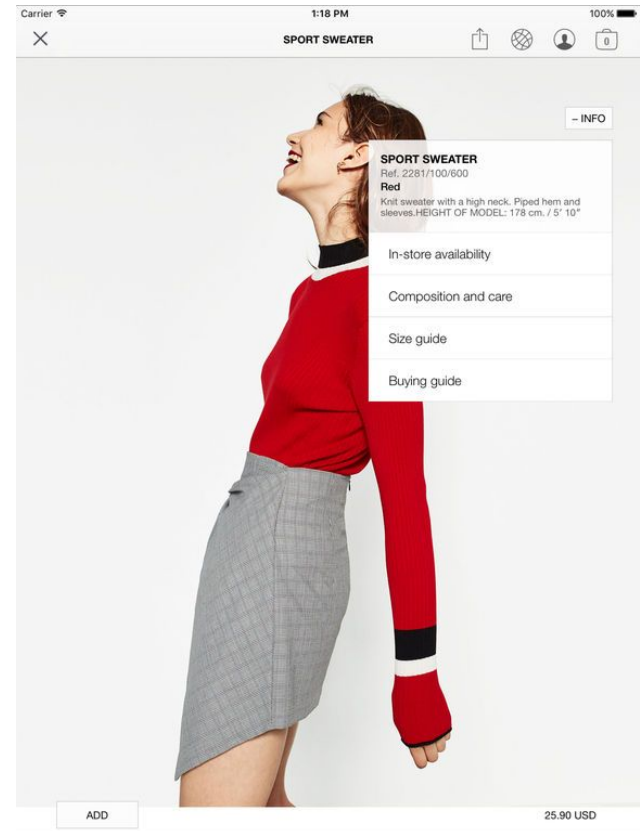 Carrier 1:18 PM 100%
SPORT SWEATER
0
– INFO
SPORT SWEATER
Ref. 2281/100/600
Red
Knit sweater with a high neck. Piped hem and
sleeves.HEIGHT OF MODEL: 178 cm. / 5' 10"
In-store availability
Composition and care
Size guide
Buying guide
ADD 25.90 USD